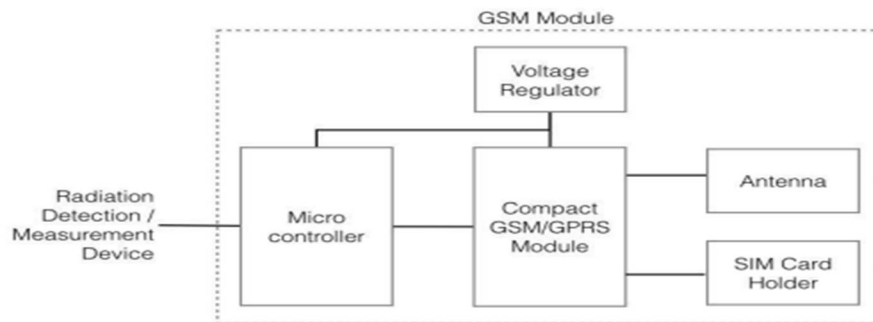 GSM Module
Voltage
Regulator
Radiation
Detection /
Measurement
Device
Micro
controller
Compact
GSM/GPRS
Module
Antenna
SIM Card
Holder